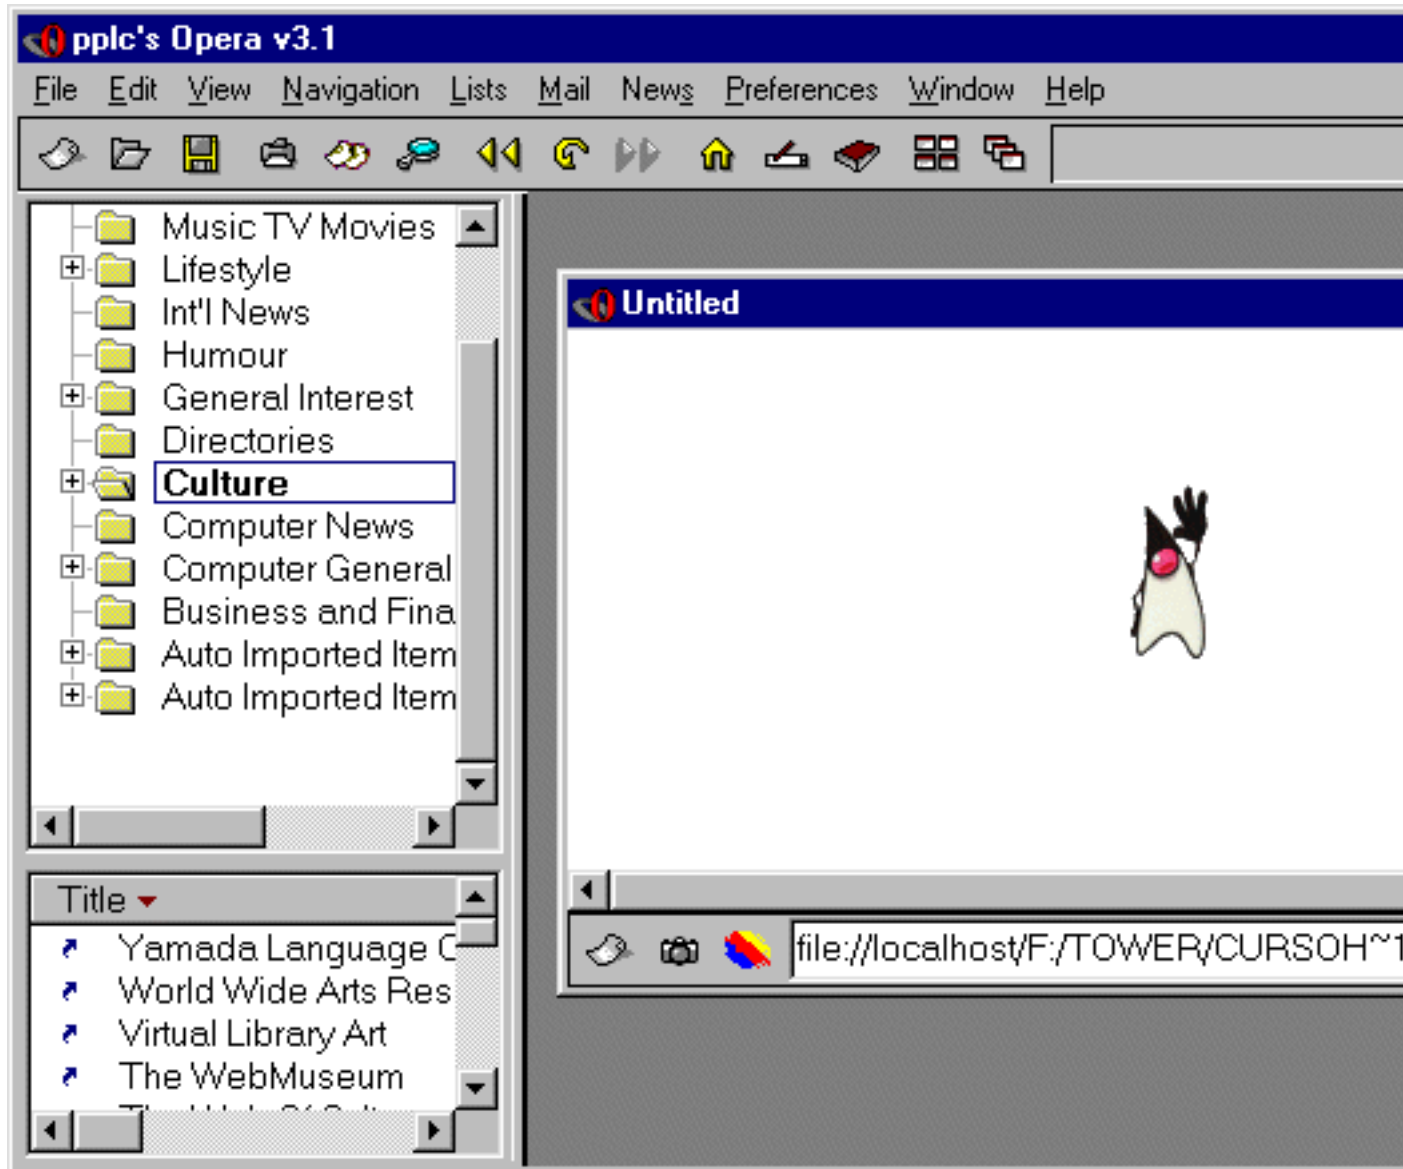 pplc's Opera v3.1
File Edit View Navigation Lists Mail News Preferences Window Help
Music TV Movies
Lifestyle
Int'l News
Humour
General Interest
Directories
Culture
Computer News
Computer General
Business and Fina
Auto Imported Item
Auto Imported Item
Title
Yamada Language C
World Wide Arts Res
Virtual Library Art
The WebMuseum
Untitled
file://localhost/F:/TOWER/CURSOH~1